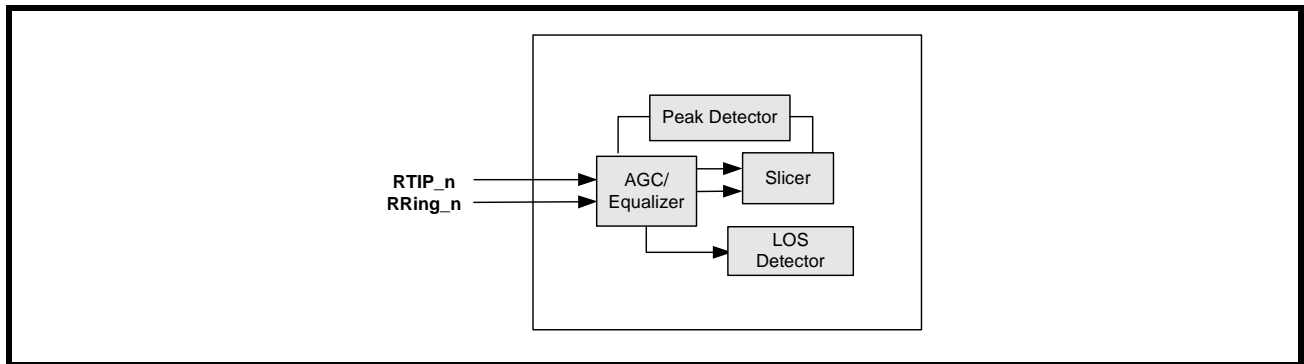 Peak Detector
RTIP_n
RRing_n
AGC/
Equalizer
Slicer
LOS
Detector